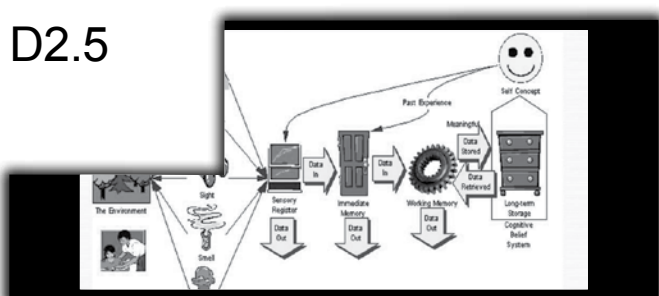 D2.5
Self Concept
Past Experience
Meaningful
Data
Stored
Data
In
Data
In
Data
Retrieved
Sight
The Environment
Sensory
Register
Immediate
Memory
Working Memory
Long-term
Storage
Cognitive
Belief
System
Data
Out
Data
Out
Data
Out
Smell